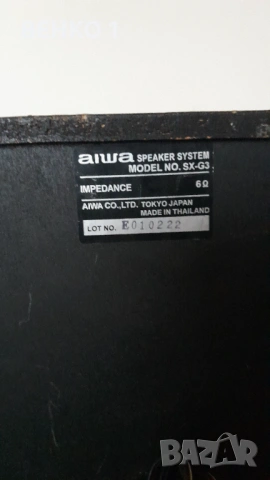 aiwa SPEAKER SYSTEM
MODEL NO. SX-G3
IMPEDANCE 6Ω
AIWA CO.,LTD. TOKYO JAPAN
MADE IN THAILAND
LOT NO. E010222
BAZAR